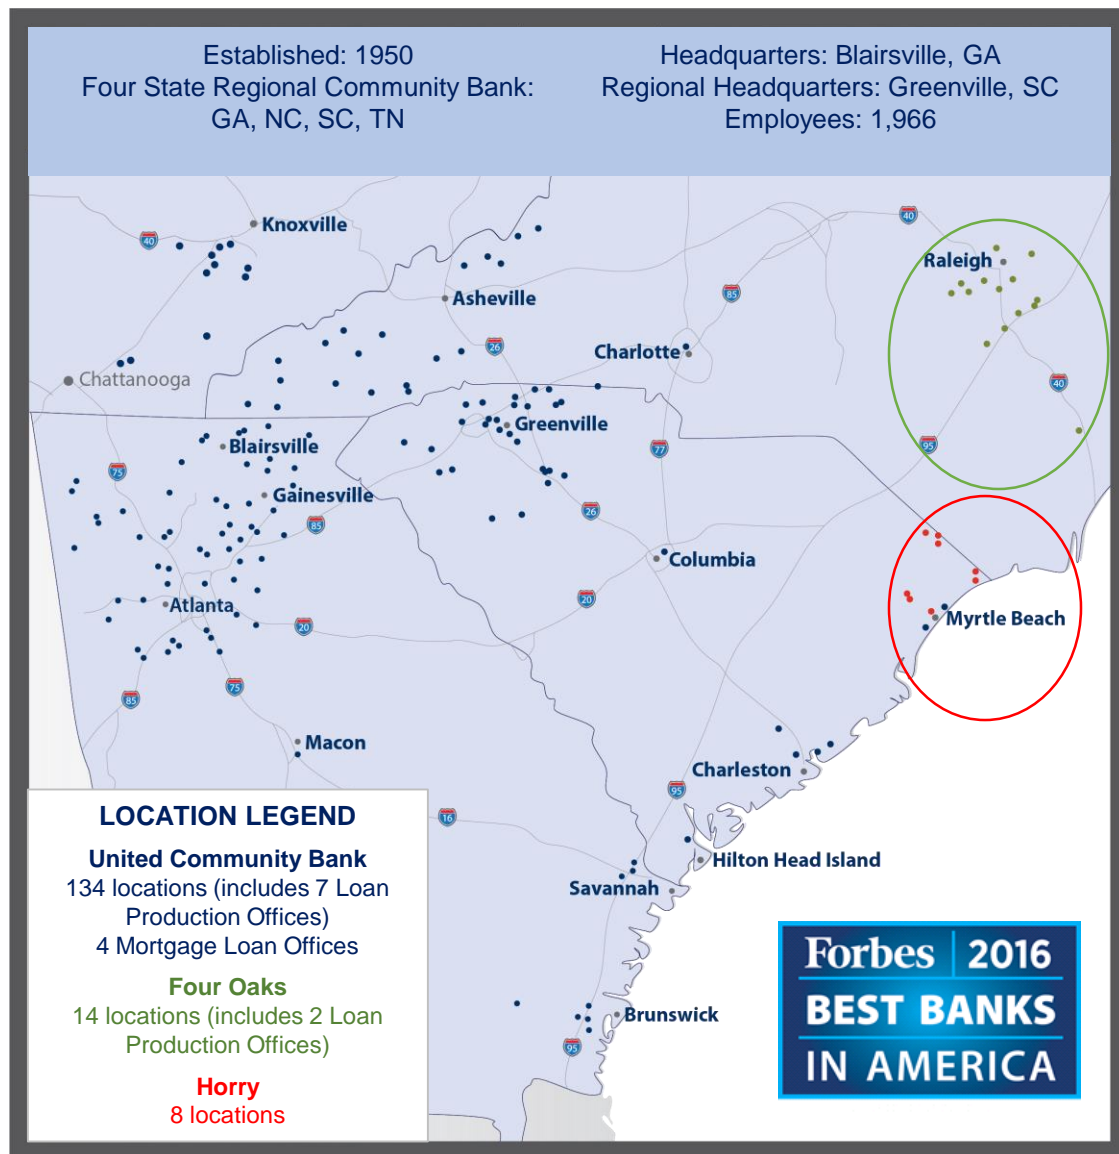 Established: 1950
Four State Regional Community Bank:
GA, NC, SC, TN
Headquarters: Blairsville, GA
Regional Headquarters: Greenville, SC
Employees: 1,966
Knoxville
40
40
Raleigh
Asheville
85
26
Charlotte
Chattanooga
40
Greenville
Blairsville
95
77
75
Gainesville
85
26
Columbia
20
Atlanta
20
Myrtle Beach
85
75
Macon
Charleston
95
16
Hilton Head Island
Savannah
Brunswick
95
LOCATION LEGEND
United Community Bank
134 locations (includes 7 Loan
Production Offices)
4 Mortgage Loan Offices
Four Oaks
14 locations (includes 2 Loan
Production Offices)
Horry
8 locations
Forbes 2016
BEST BANKS
IN AMERICA